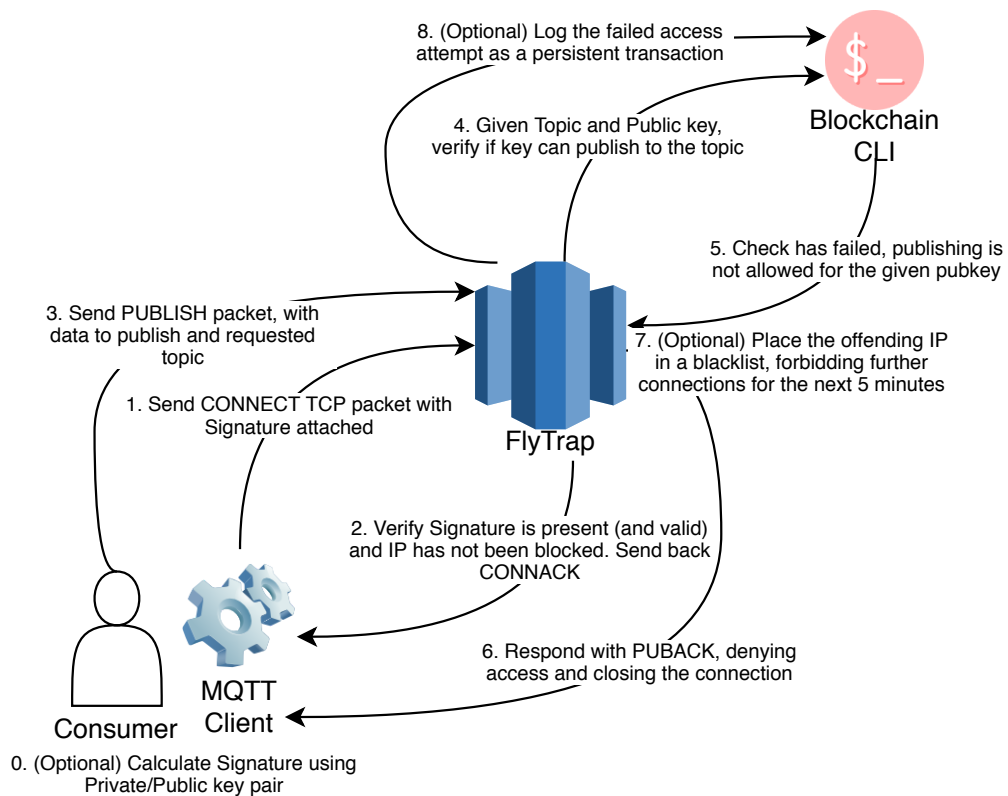 8. (Optional) Log the failed access
attempt as a persistent transaction
$_
Blockchain
CLI
4. Given Topic and Public key,
verify if key can publish to the topic
5. Check has failed, publishing is
not allowed for the given pubkey
3. Send PUBLISH packet, with
data to publish and requested
topic
7. (Optional) Place the offending IP
in a blacklist, forbidding further
connections for the next 5 minutes
1. Send CONNECT TCP packet with
Signature attached
FlyTrap
2. Verify Signature is present (and valid)
and IP has not been blocked. Send back
CONNACK
6. Respond with PUBACK, denying
access and closing the connection
MQTT
Client
Consumer
0. (Optional) Calculate Signature using
Private/Public key pair